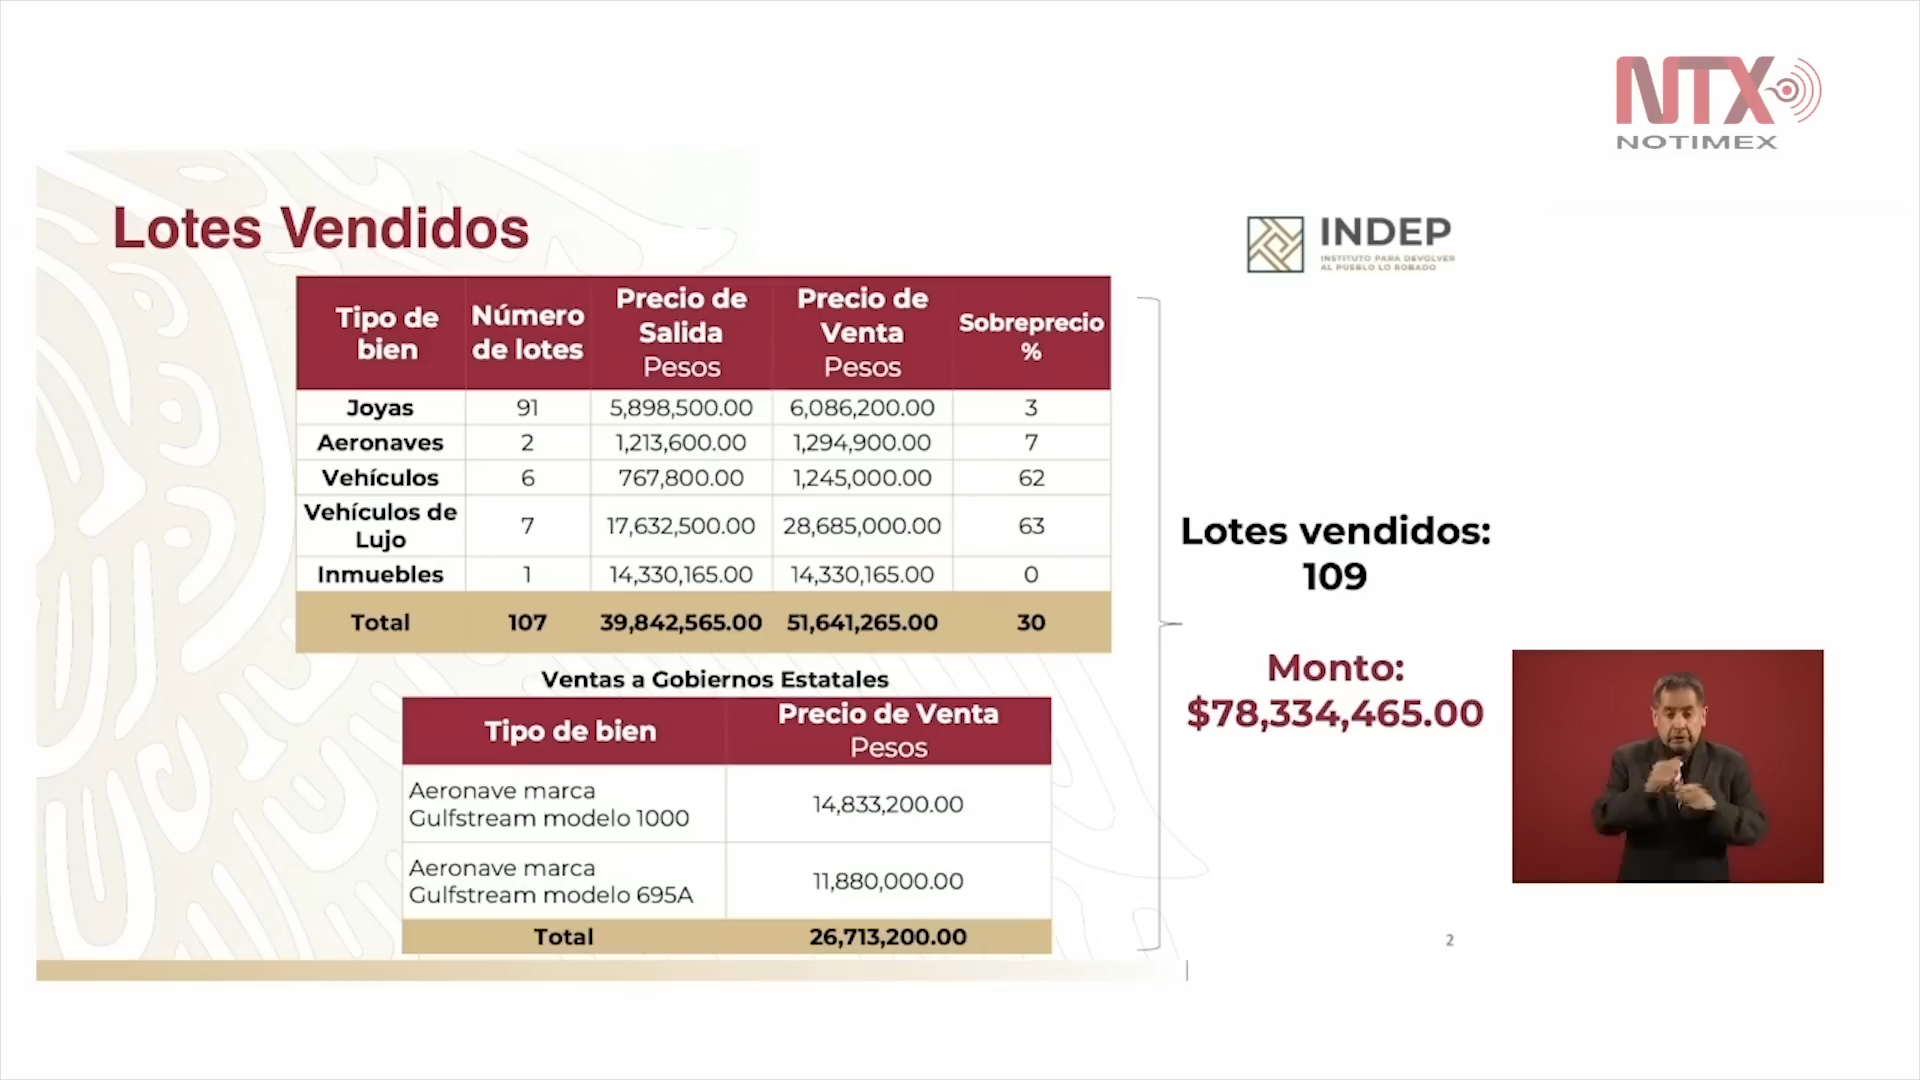 NTX
NOTIMEX
Lotes Vendidos
INDEP
INSTITUTO PARA DEVOLVER
AL PUEBLO LO ROBADO
Tipo de bien Número de lotes Precio de Salida Pesos Precio de Venta Pesos Sobreprecio %
Joyas 91 5,898,500.00 6,086,200.00 3
Aeronaves 2 1,213,600.00 1,294,900.00 7
Vehículos 6 767,800.00 1,245,000.00 62
Vehículos de Lujo 7 17,632,500.00 28,685,000.00 63
Inmuebles 1 14,330,165.00 14,330,165.00 0
Total 107 39,842,565.00 51,641,265.00 30
Ventas a Gobiernos Estatales
Tipo de bien Precio de Venta Pesos
Aeronave marca Gulfstream modelo 1000 14,833,200.00
Aeronave marca Gulfstream modelo 695A 11,880,000.00
Total 26,713,200.00
Lotes vendidos:
109
Monto:
$78,334,465.00
2